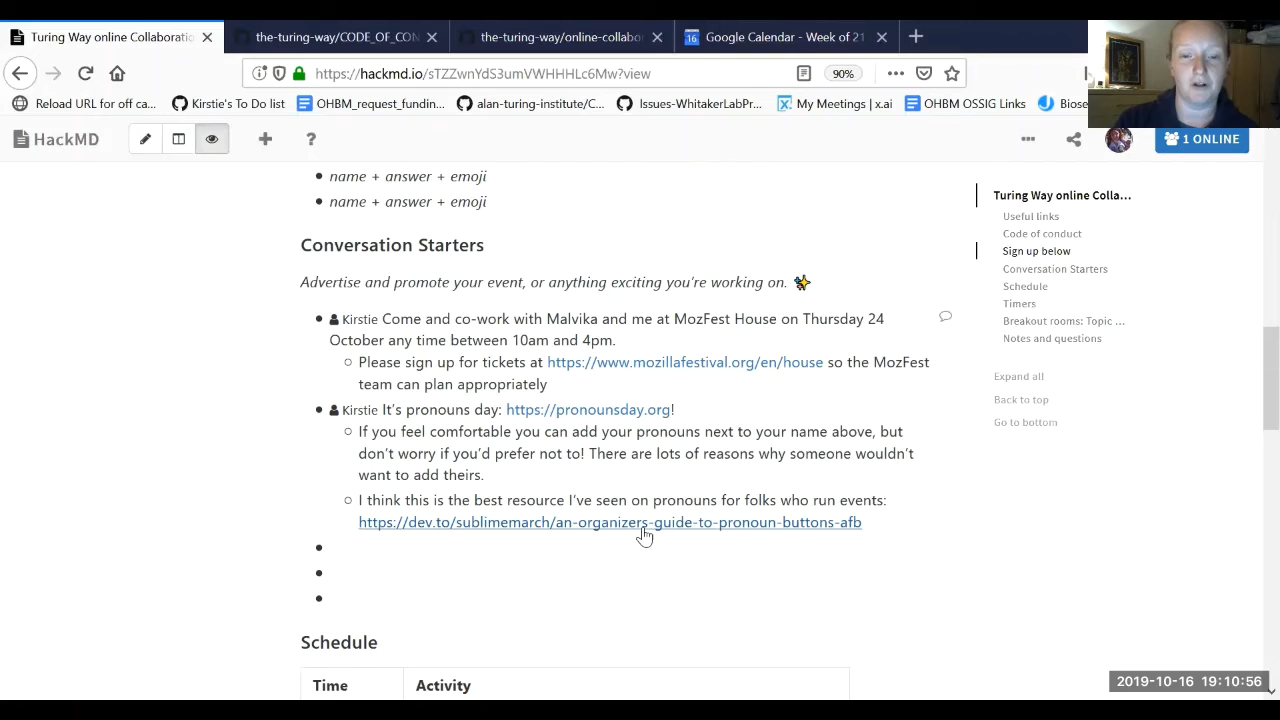 Turing Way online Collaboratio
the-turing-way/CODE_OF_CON
the-turing-way/online-collabo
16 Google Calendar - Week of 21
https://hackmd.io/sTZZwnYdS3umVWHHHLc6Mw?view
90%
Reload URL for off ca...
Kirstie's To Do list
OHBM_request_fundin...
alan-turing-institute/C...
Issues-WhitakerLabPr...
My Meetings | x.ai
OHBM OSSIG Links
Biose
HackMD
1 ONLINE
name + answer + emoji
name + answer + emoji
Conversation Starters
Advertise and promote your event, or anything exciting you're working on. ✨
Kirstie Come and co-work with Malvika and me at MozFest House on Thursday 24
October any time between 10am and 4pm.
Please sign up for tickets at https://www.mozillafestival.org/en/house so the MozFest
team can plan appropriately
Kirstie It's pronouns day: https://pronounsday.org!
If you feel comfortable you can add your pronouns next to your name above, but
don't worry if you'd prefer not to! There are lots of reasons why someone wouldn't
want to add theirs.
I think this is the best resource I've seen on pronouns for folks who run events:
https://dev.to/sublimemarch/an-organizers-guide-to-pronoun-buttons-afb
Schedule
Time Activity
Turing Way online Colla...
Useful links
Code of conduct
Sign up below
Conversation Starters
Schedule
Timers
Breakout rooms: Topic ...
Notes and questions
Expand all
Back to top
Go to bottom
2019-10-16 19:10:56